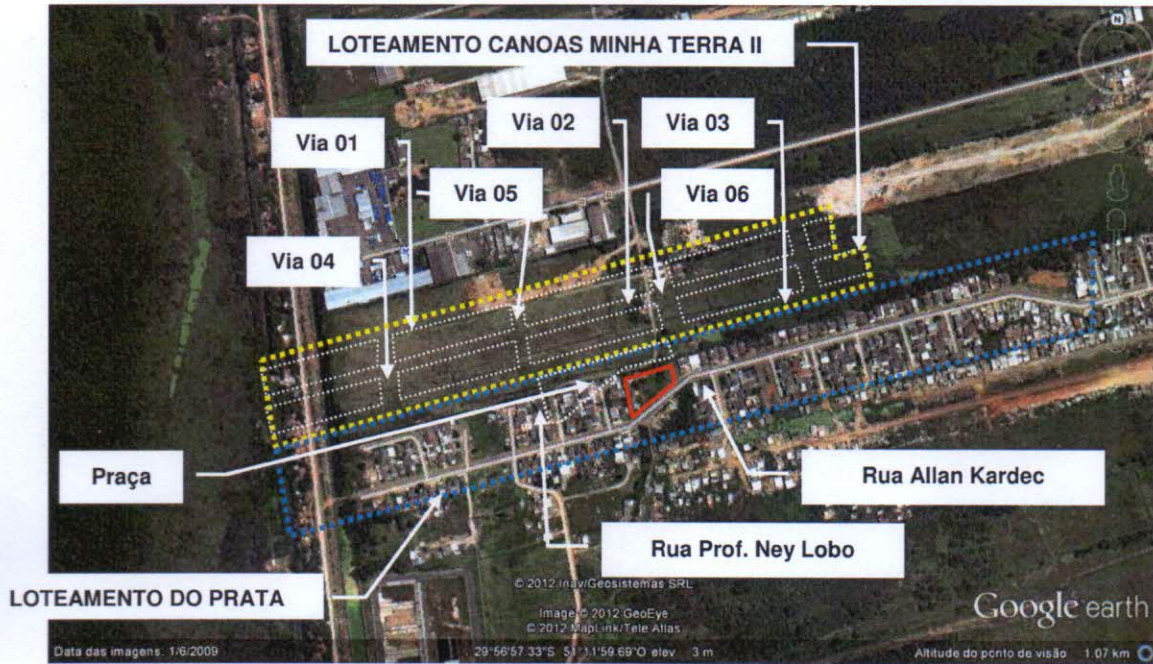 N
LOTEAMENTO CANOAS MINHA TERRA II
Via 02
Via 03
Via 01
Via 05
Via 06
Via 04
Praça
Rua Allan Kardec
Rua Prof. Ney Lobo
LOTEAMENTO DO PRATA
© 2012 Inav/Geosistemas SRL
Image © 2012 GeoEye
© 2012 MapLink/Tele Atlas
Google earth
Data das imagens: 1/6/2009
29°56'57.33"S 51°11'59.69"O elev 3 m
Altitude do ponto de visão 1.07 km